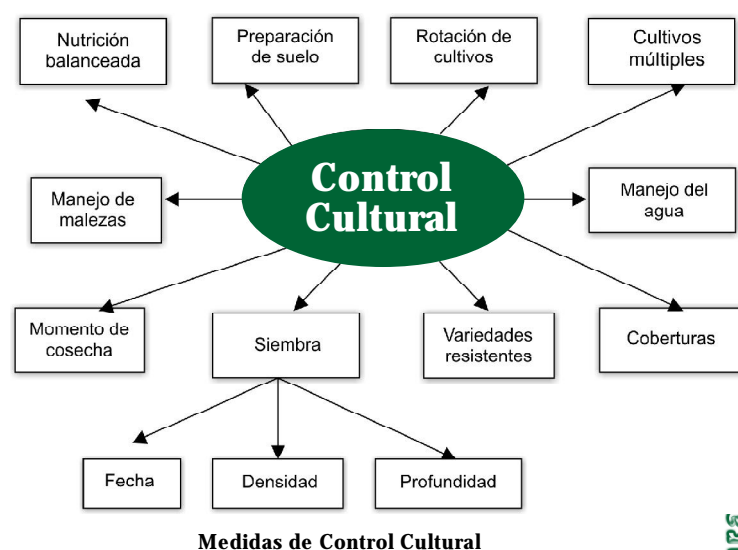 Nutrición
balanceada
Preparación
de suelo
Rotación de
cultivos
Cultivos
múltiples
Control
Cultural
Manejo de
malezas
Manejo del
agua
Momento de
cosecha
Siembra
Variedades
resistentes
Coberturas
Fecha
Densidad
Profundidad
Medidas de Control Cultural